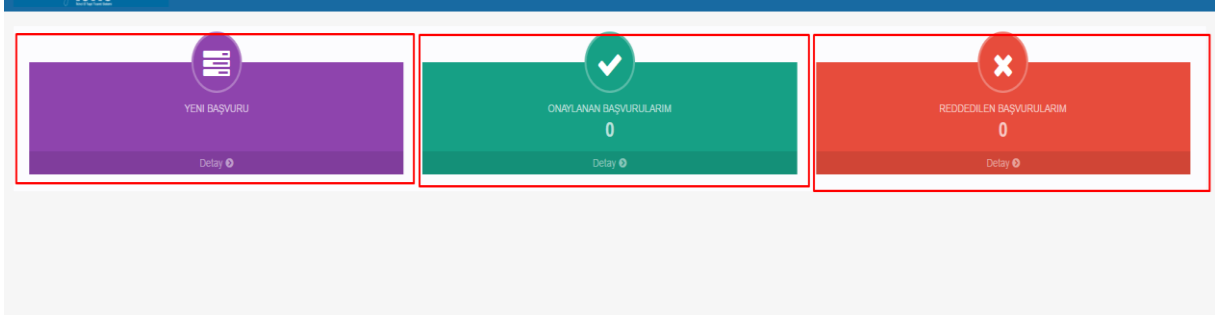 YENİ BAŞVURU
Detay
ONAYLANAN BAŞVURULARIM
0
Detay
REDDEDİLEN BAŞVURULARIM
0
Detay